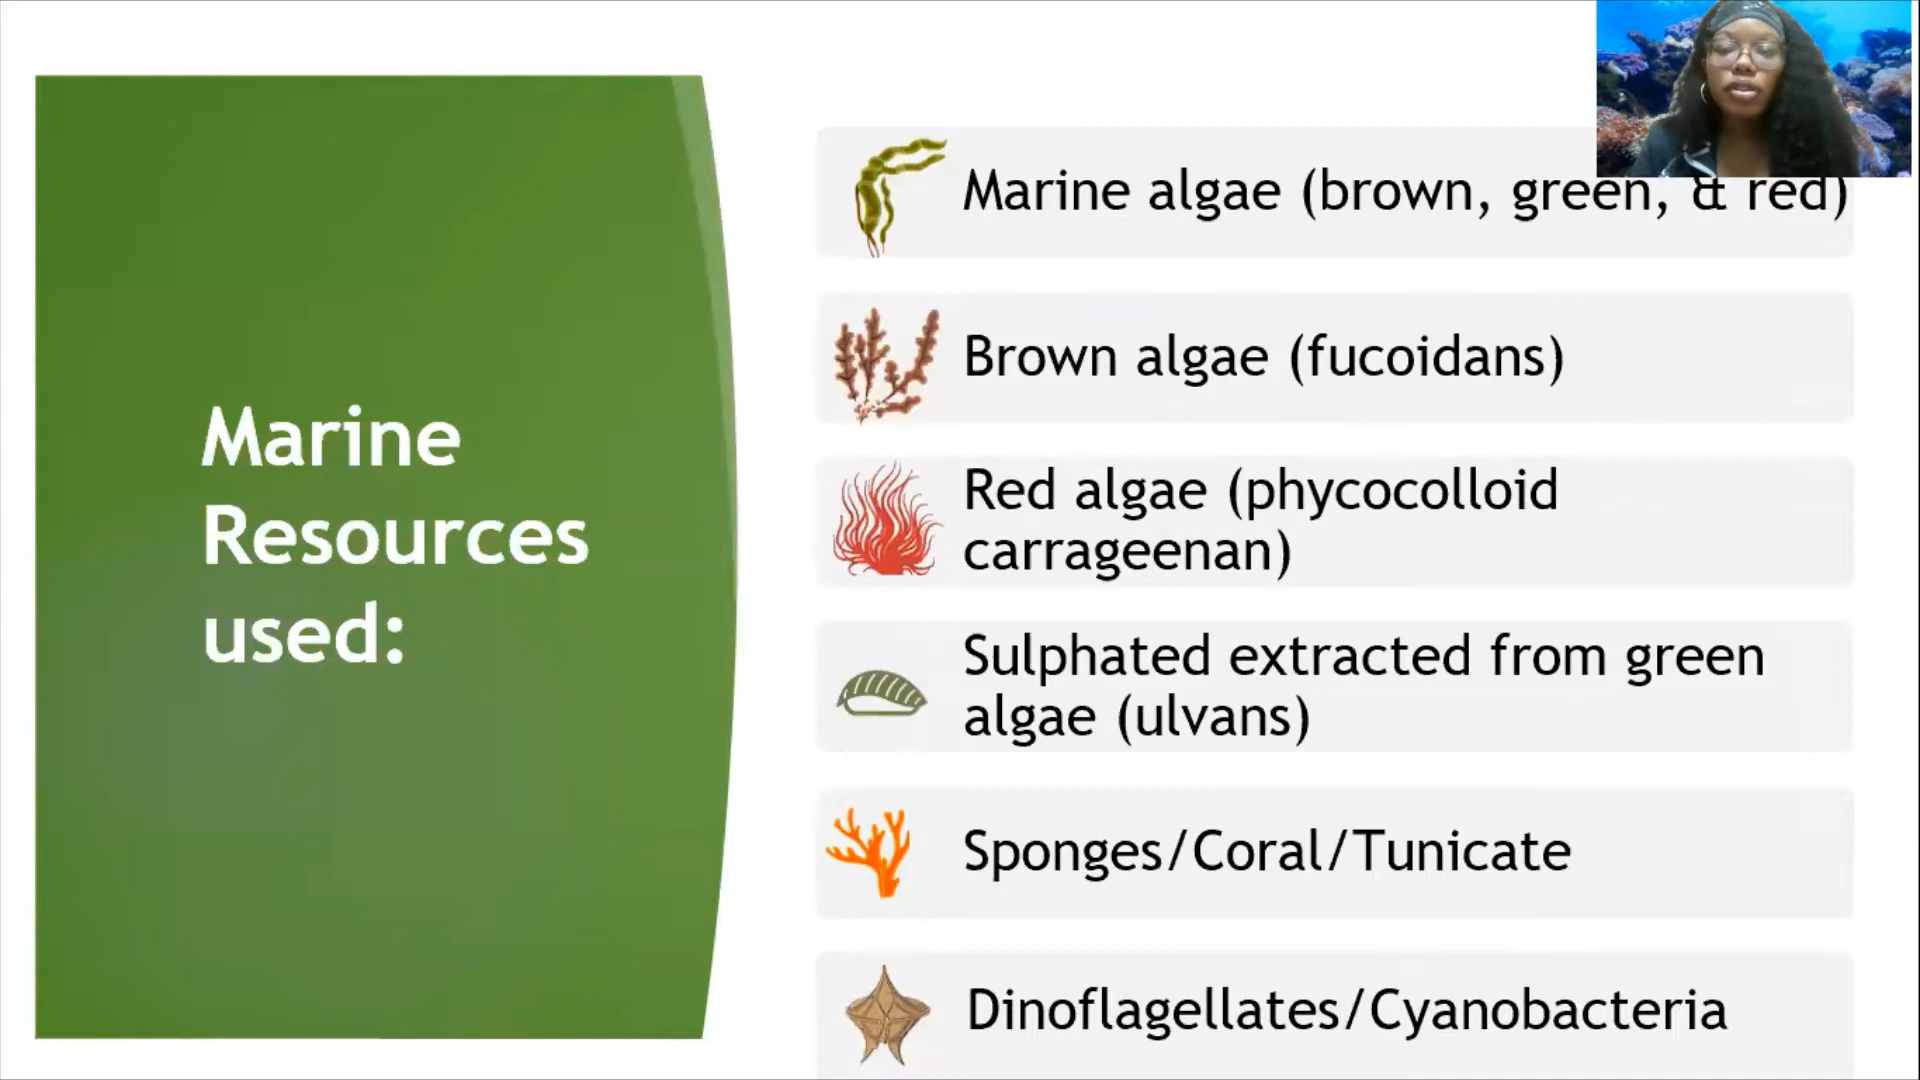 Marine
Resources
used:
Marine algae (brown, green, & red)
Brown algae (fucoidans)
Red algae (phycocolloid
carrageenan)
Sulphated extracted from green
algae (ulvans)
Sponges/Coral/Tunicate
Dinoflagellates/Cyanobacteria